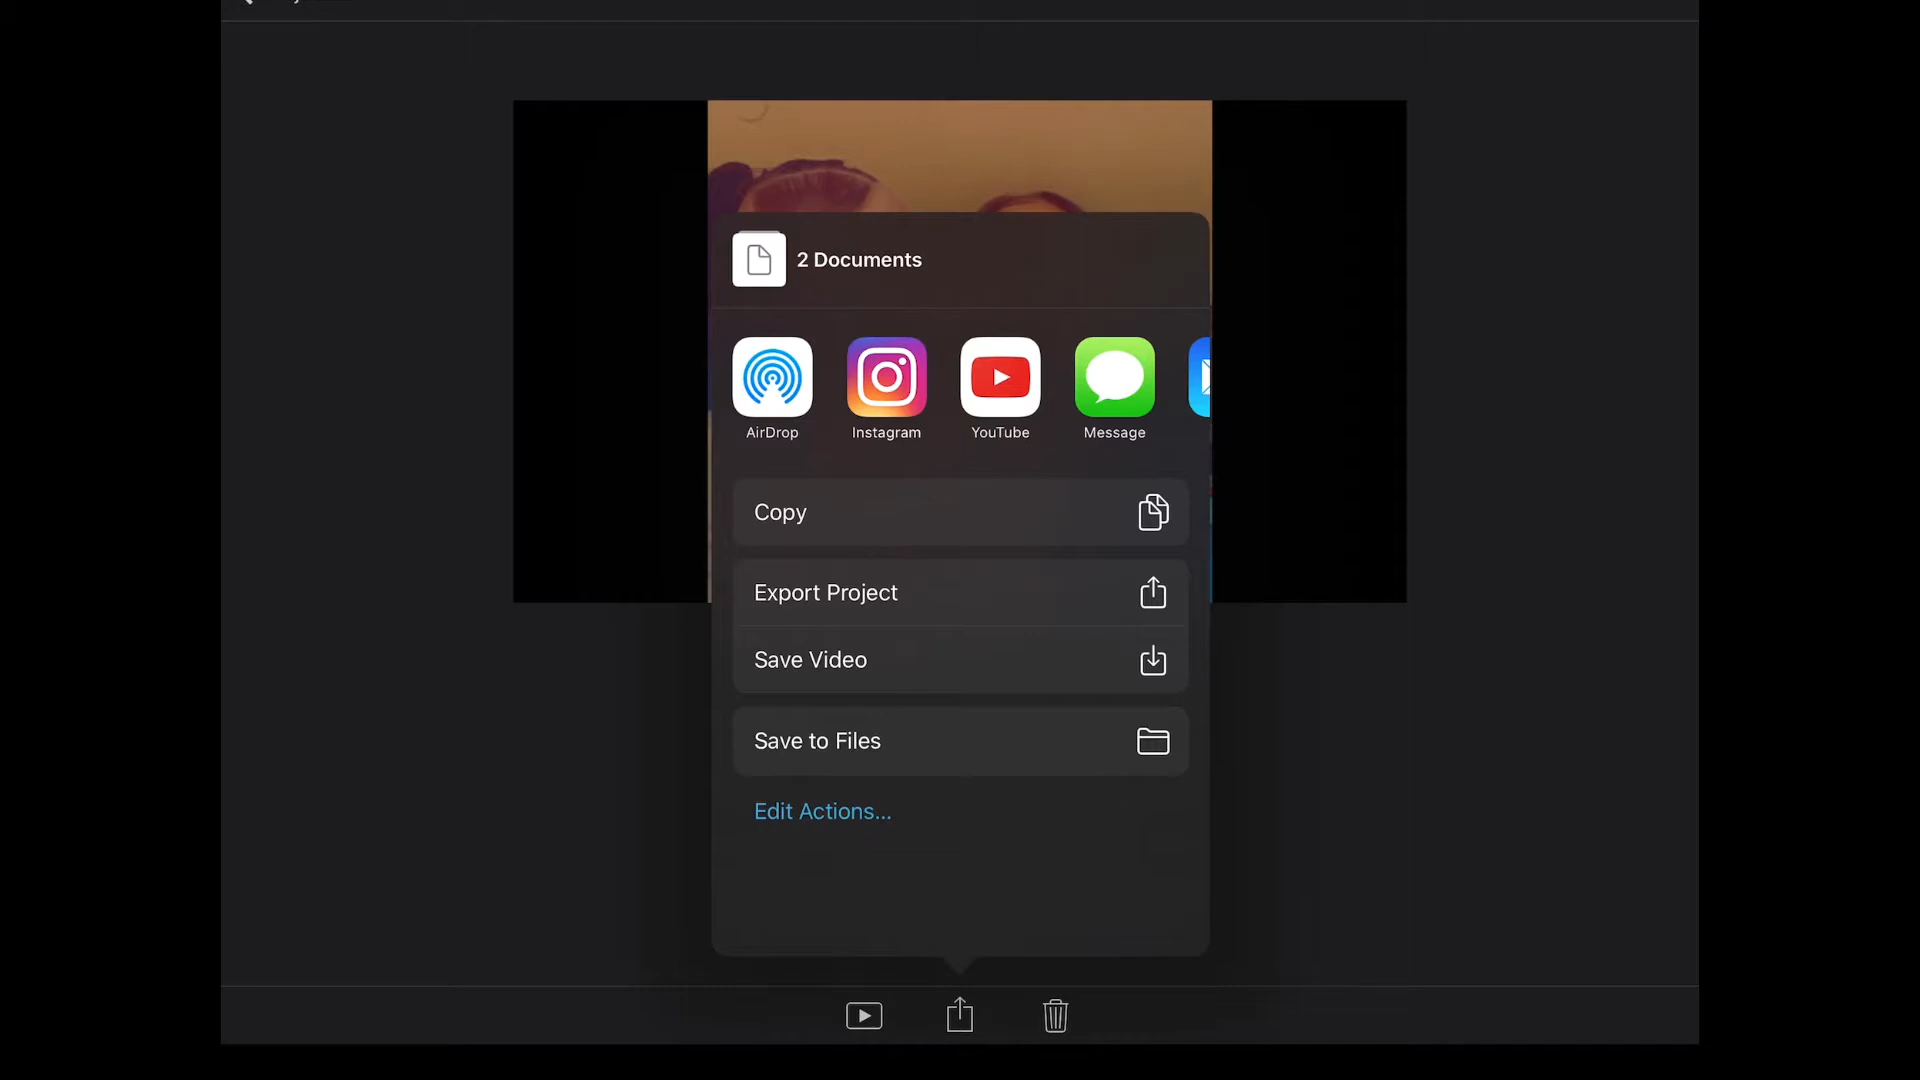 2 Documents
AirDrop
Instagram
YouTube
Message
Copy
Export Project
Save Video
Save to Files
Edit Actions...